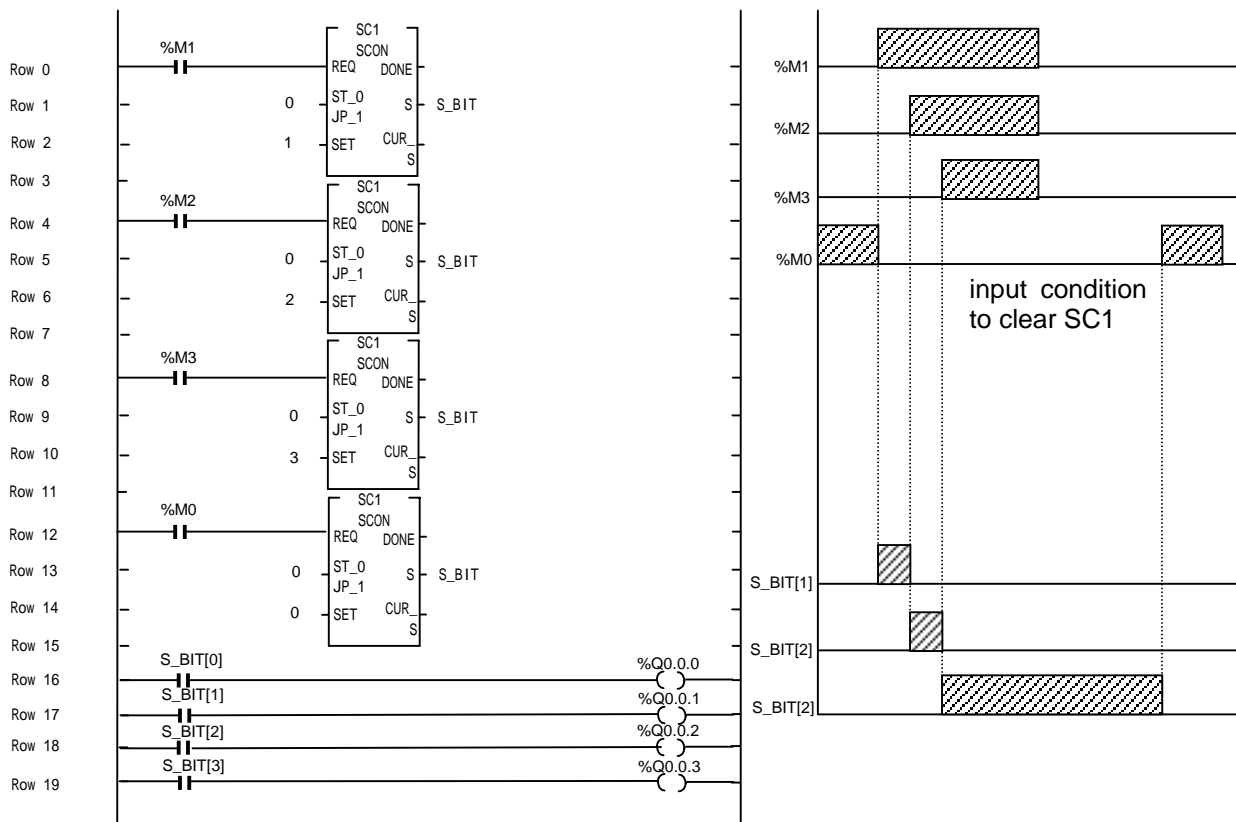 SC1
%M1
SCON
Row 0
REQ DONE
Row 1
0 ST_0 S S_BIT
JP_1
Row 2
1 SET CUR_
S
Row 3
SC1
%M2
SCON
Row 4
REQ DONE
Row 5
0 ST_0 S S_BIT
JP_1
Row 6
2 SET CUR_
S
Row 7
SC1
%M3
SCON
Row 8
REQ DONE
Row 9
0 ST_0 S S_BIT
JP_1
Row 10
3 SET CUR_
S
Row 11
SC1
%M0
SCON
Row 12
REQ DONE
Row 13
0 ST_0 S S_BIT
JP_1
Row 14
0 SET CUR_
S
Row 15
S_BIT[0] %Q0.0.0
Row 16
S_BIT[1] %Q0.0.1
Row 17
S_BIT[2] %Q0.0.2
Row 18
S_BIT[3] %Q0.0.3
Row 19
%M1
%M2
%M3
%M0
input condition
to clear SC1
S_BIT[1]
S_BIT[2]
S_BIT[2]